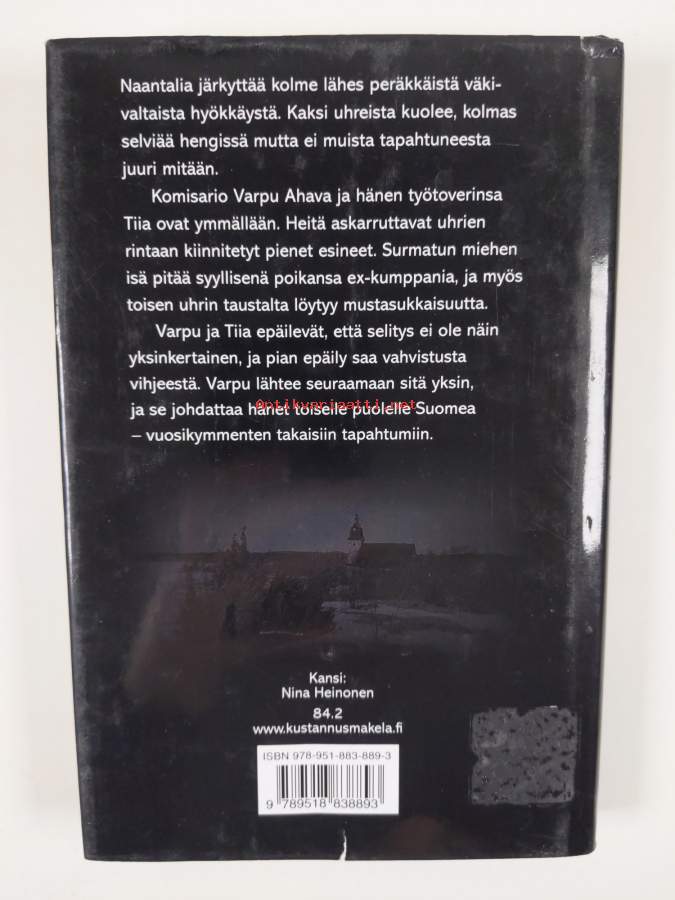 Naantalia järkyttää kolme lähes peräkkäistä väki-
valtaista hyökkäystä. Kaksi uhreista kuolee, kolmas
selviää hengissä mutta ei muista tapahtuneesta
juuri mitään.
Komisario Varpu Ahava ja hänen työtoverinsa
Tiia ovat ymmällään. Heitä askarruttavat uhrien
rintaan kiinnitetyt pienet esineet. Surmatun miehen
isä pitää syyllisenä poikansa ex-kumppania, ja myös
toisen uhrin taustalta löytyy mustasukkaisuutta.
Varpu ja Tiia epäilevät, että selitys ei ole näin
yksinkertainen, ja pian epäily saa vahvistusta
vihjeestä. Varpu lähtee seuraamaan sitä yksin,
Antikvariaatti.net
ja se johdattaa hänet toiselle puolelle Suomea
– vuosikymmenten takaisiin tapahtumiin.
Kansi:
Nina Heinonen
84.2
www.kustannusmakela.fi
ISBN 978-951-883-889-3
9 789518 838893